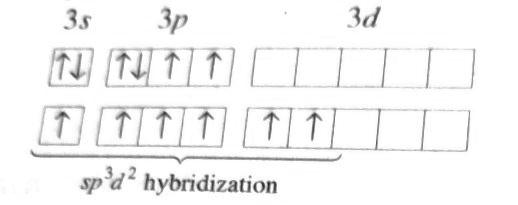 3s 3p 3d
↑↓ ↑↓ ↑ ↑
↑ ↑ ↑ ↑ ↑ ↑
sp³d² hybridization